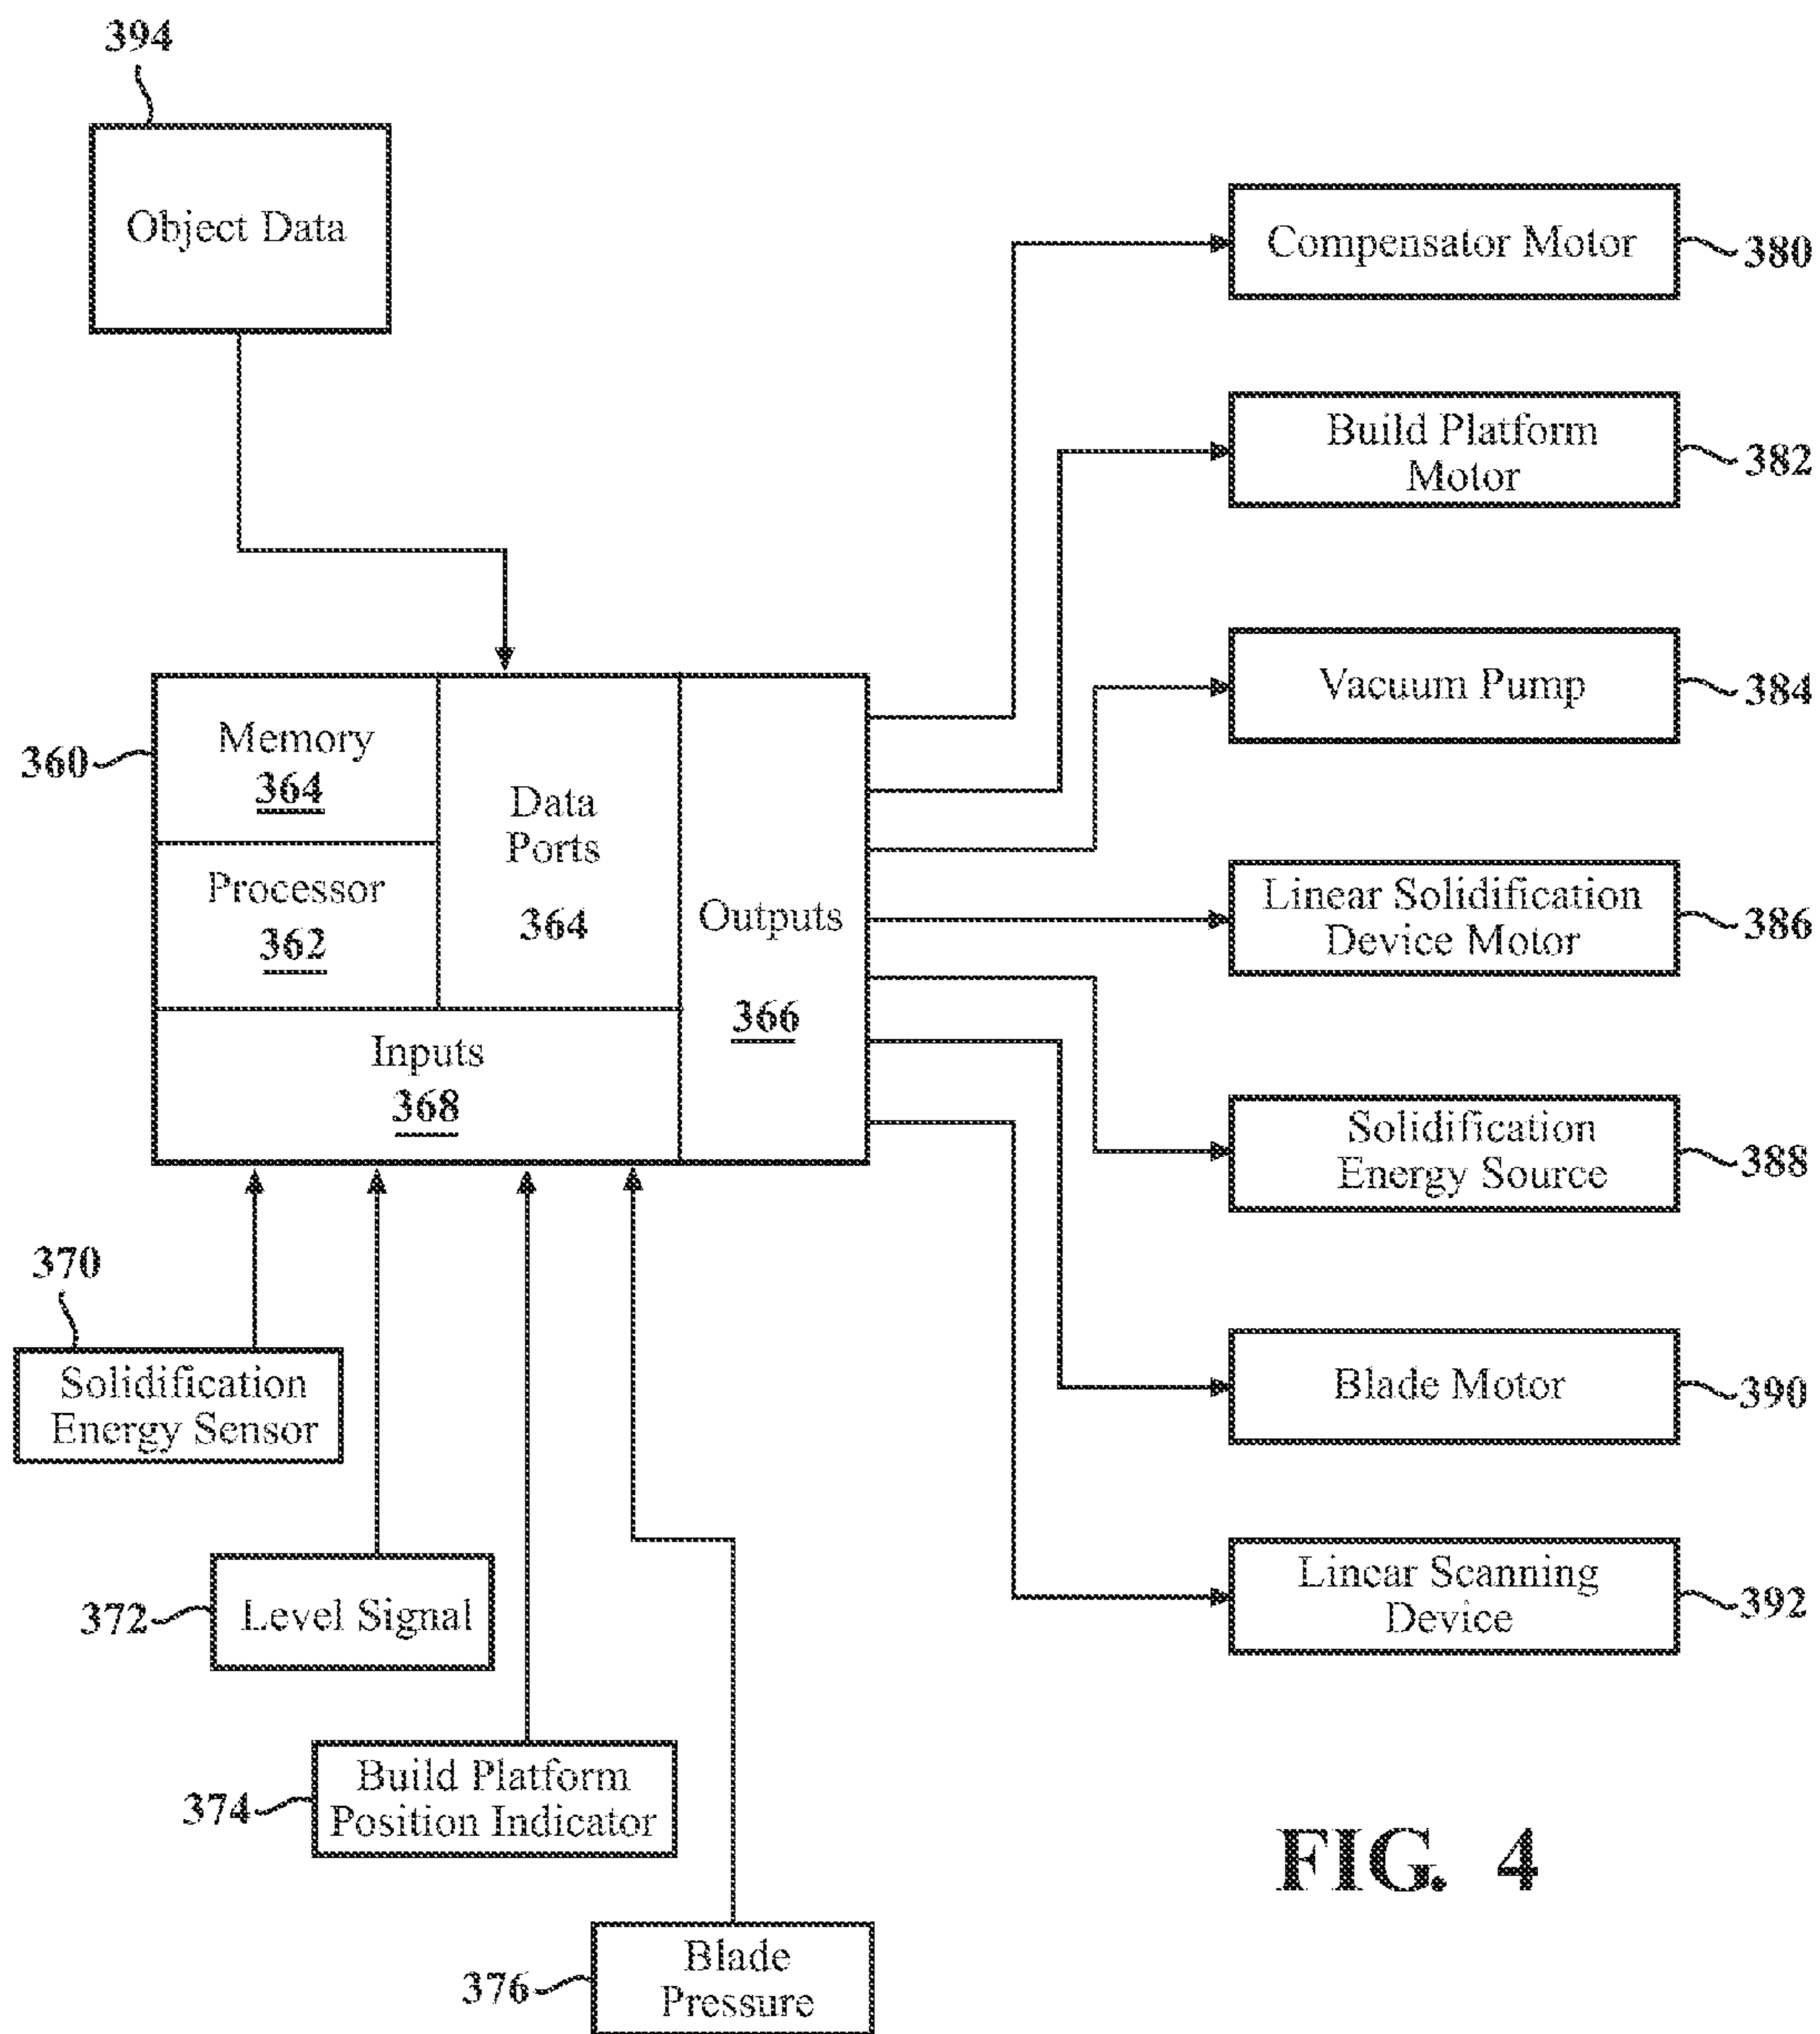 394
Object Data
Compensator Motor
380
Build Platform
Motor
382
Vacuum Pump
384
360
Memory
364
Processor
362
Data
Ports
364
Outputs
366
Inputs
368
Linear Solidification
Device Motor
386
Solidification
Energy Source
388
370
Solidification
Energy Sensor
Blade Motor
390
372
Level Signal
Linear Scanning
Device
392
374
Build Platform
Position Indicator
376
Blade
Pressure
FIG. 4